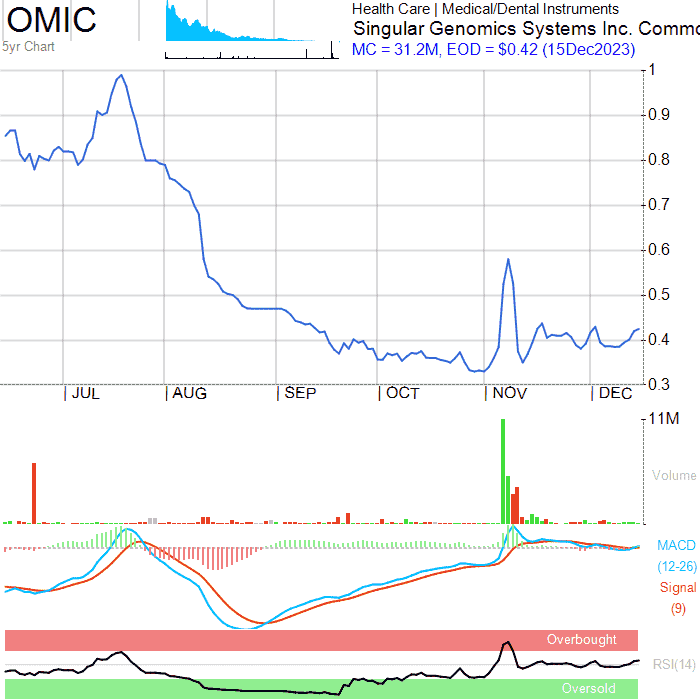 OMIC
5yr Chart
Health Care | Medical/Dental Instruments
Singular Genomics Systems Inc. Commo
MC = 31.2M, EOD = $0.42 (15Dec2023)
1
0.9
0.8
0.7
0.6
0.5
0.4
0.3
JUL AUG SEP OCT NOV DEC
11M
Volume
MACD
(12-26)
Signal
(9)
Overbought
RSI(14)
Oversold